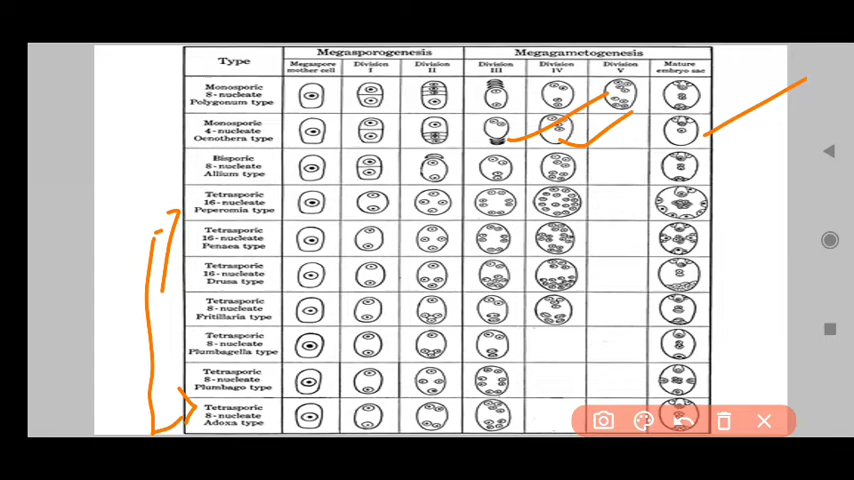 Type
Megasporogenesis
Megagametogenesis
Megaspore
mother cell
Division
I
Division
II
Division
III
Division
IV
Division
V
Mature
embryo sac
Monosporic
8-nucleate
Polygonum type
Monosporic
4-nucleate
Oenothera type
Bisporic
8-nucleate
Allium type
Tetrasporic
16-nucleate
Peperomia type
Tetrasporic
16-nucleate
Penaea type
Tetrasporic
16-nucleate
Drusa type
Tetrasporic
8-nucleate
Fritillaria type
Tetrasporic
8-nucleate
Plumbagella type
Tetrasporic
8-nucleate
Plumbago type
Tetrasporic
8-nucleate
Adoxa type